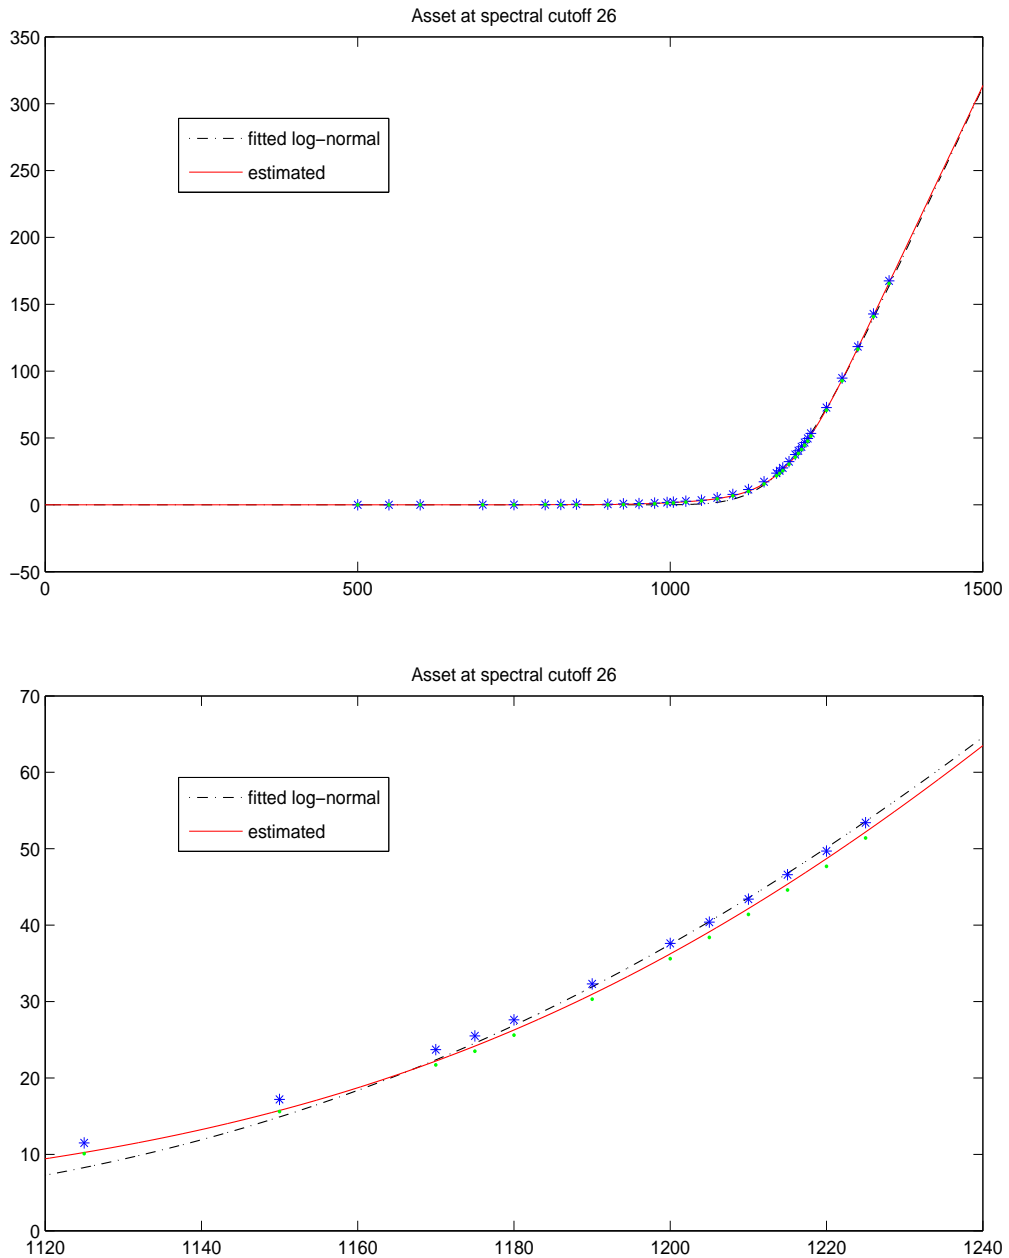 Asset at spectral cutoff 26
350
300
250
200
150
100
50
0
−50
0 500 1000 1500
fitted log−normal
estimated
Asset at spectral cutoff 26
70
60
50
40
30
20
10
0
1120 1140 1160 1180 1200 1220 1240
fitted log−normal
estimated